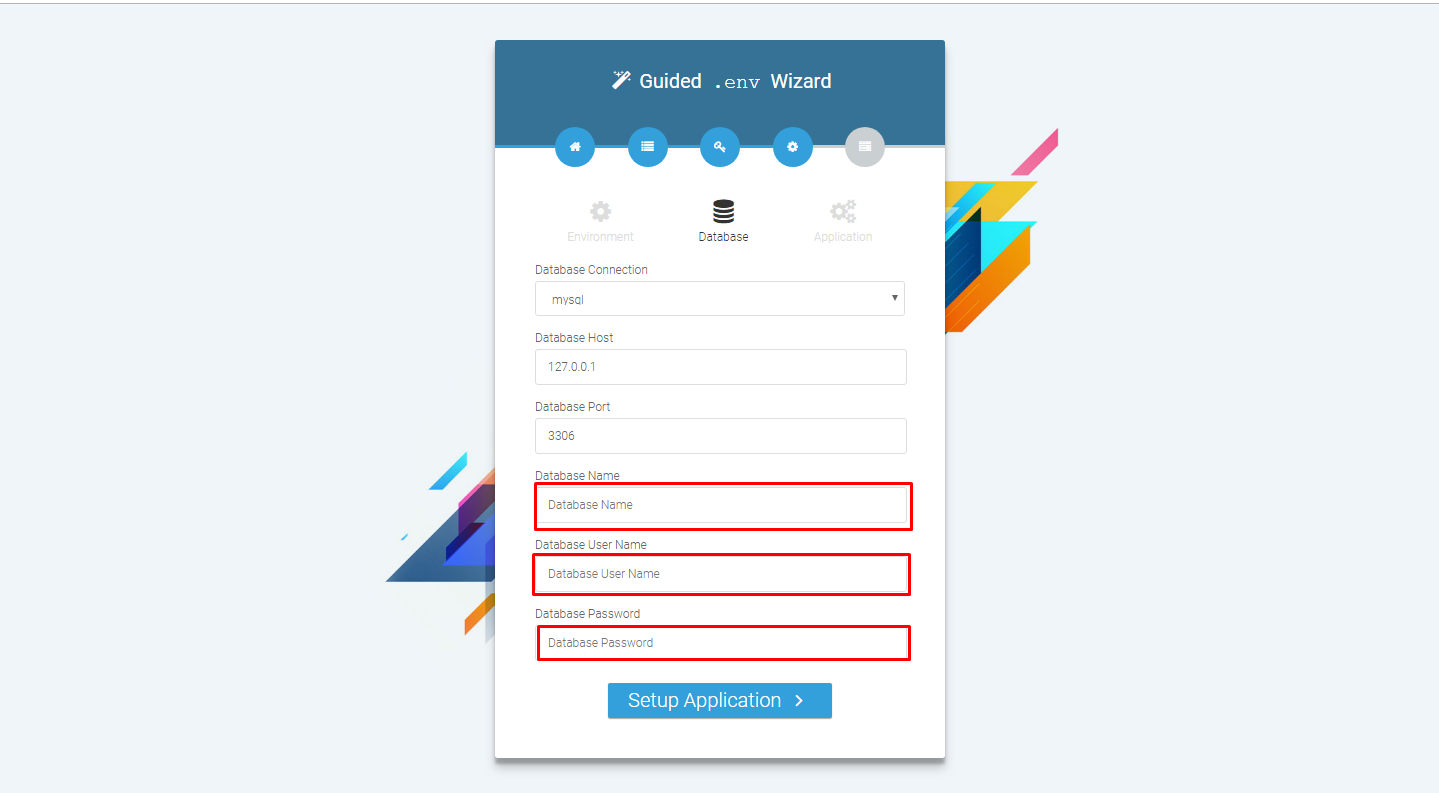 Guided .env Wizard
Environment Database Application
Database Connection
mysql
Database Host
127.0.0.1
Database Port
3306
Database Name
Database Name
Database User Name
Database User Name
Database Password
Database Password
Setup Application